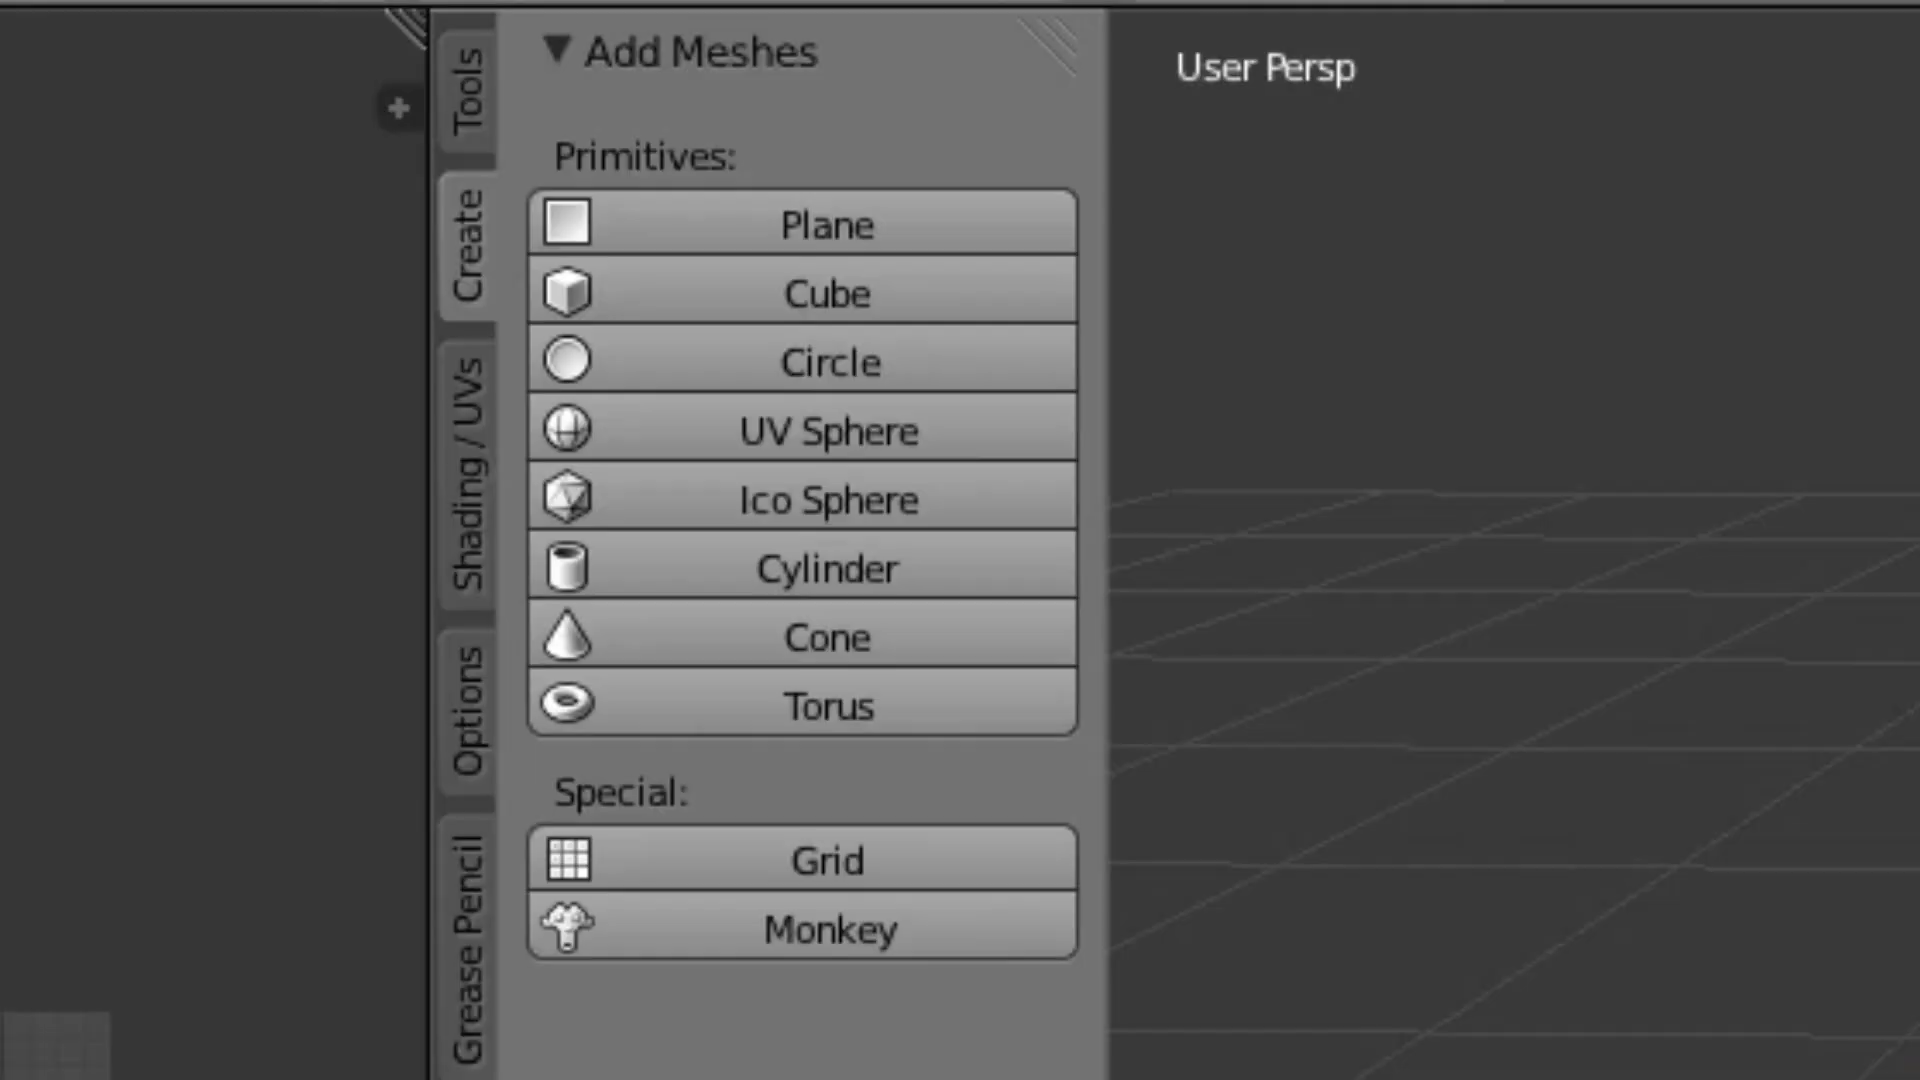 Tools
Create
Shading / UVs
Options
Grease Pencil
Add Meshes
Primitives:
Plane
Cube
Circle
UV Sphere
Ico Sphere
Cylinder
Cone
Torus
Special:
Grid
Monkey
User Persp